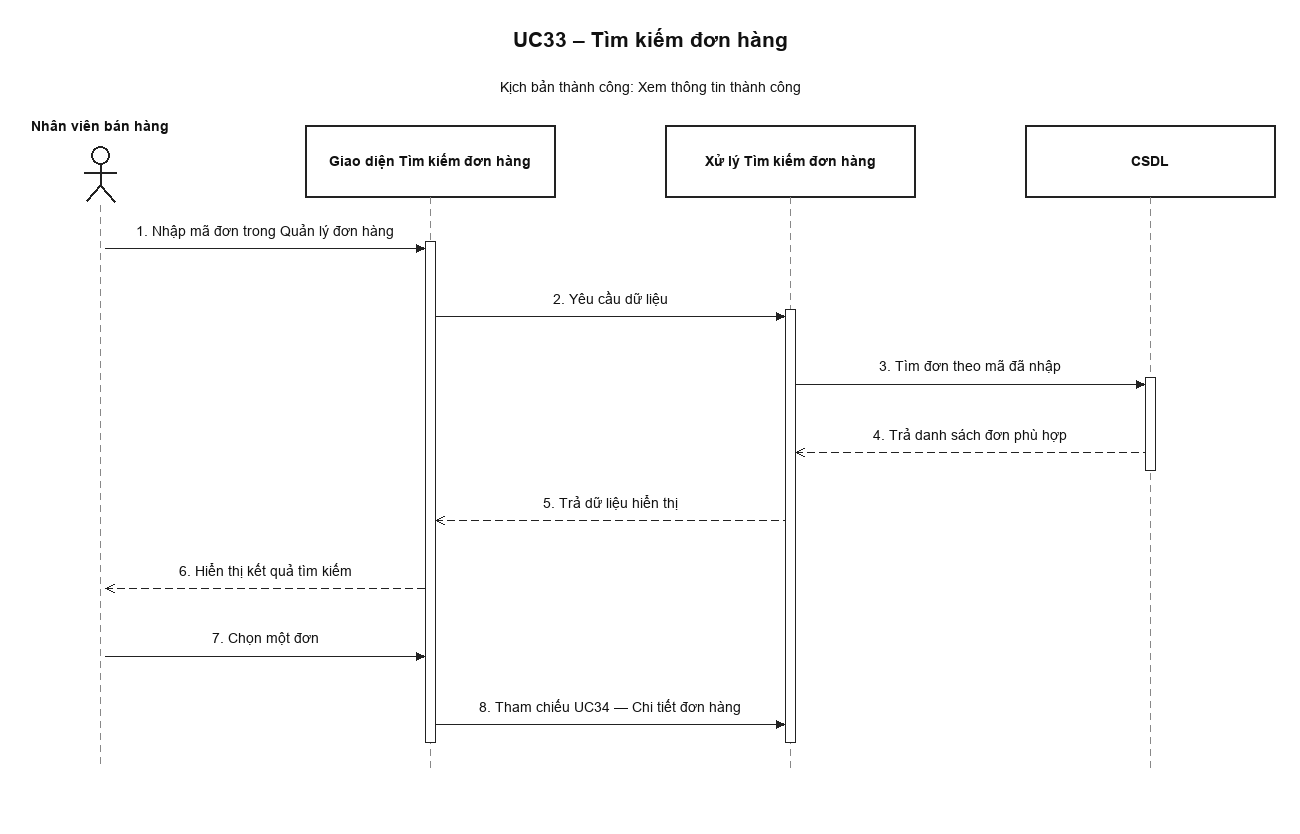 UC33 – Tìm kiếm đơn hàng
Kịch bản thành công: Xem thông tin thành công
Nhân viên bán hàng
Giao diện Tìm kiếm đơn hàng
Xử lý Tìm kiếm đơn hàng
CSDL
1. Nhập mã đơn trong Quản lý đơn hàng
2. Yêu cầu dữ liệu
3. Tìm đơn theo mã đã nhập
4. Trả danh sách đơn phù hợp
5. Trả dữ liệu hiển thị
6. Hiển thị kết quả tìm kiếm
7. Chọn một đơn
8. Tham chiếu UC34 — Chi tiết đơn hàng